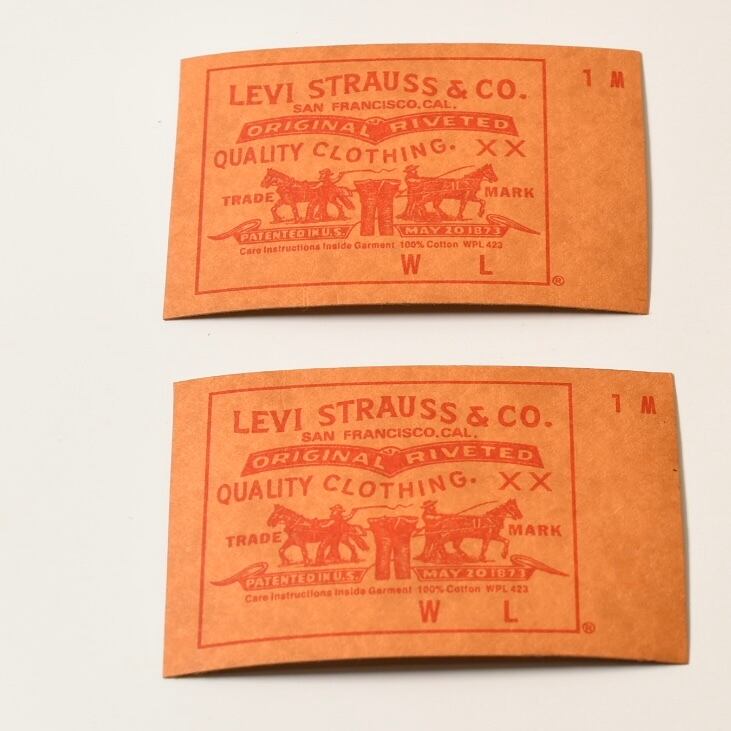 LEVI STRAUSS & CO.
SAN FRANCISCO, CAL.
ORIGINAL RIVETED
QUALITY CLOTHING. XX
TRADE MARK
PATENTED IN U.S. MAY 20 1873
Care Instructions Inside Garment 100% Cotton WPL 423
W L
®
1 M
LEVI STRAUSS & CO.
SAN FRANCISCO, CAL.
ORIGINAL RIVETED
QUALITY CLOTHING. XX
TRADE MARK
PATENTED IN U.S. MAY 20 1873
Care Instructions Inside Garment 100% Cotton WPL 423
W L
®
1 M